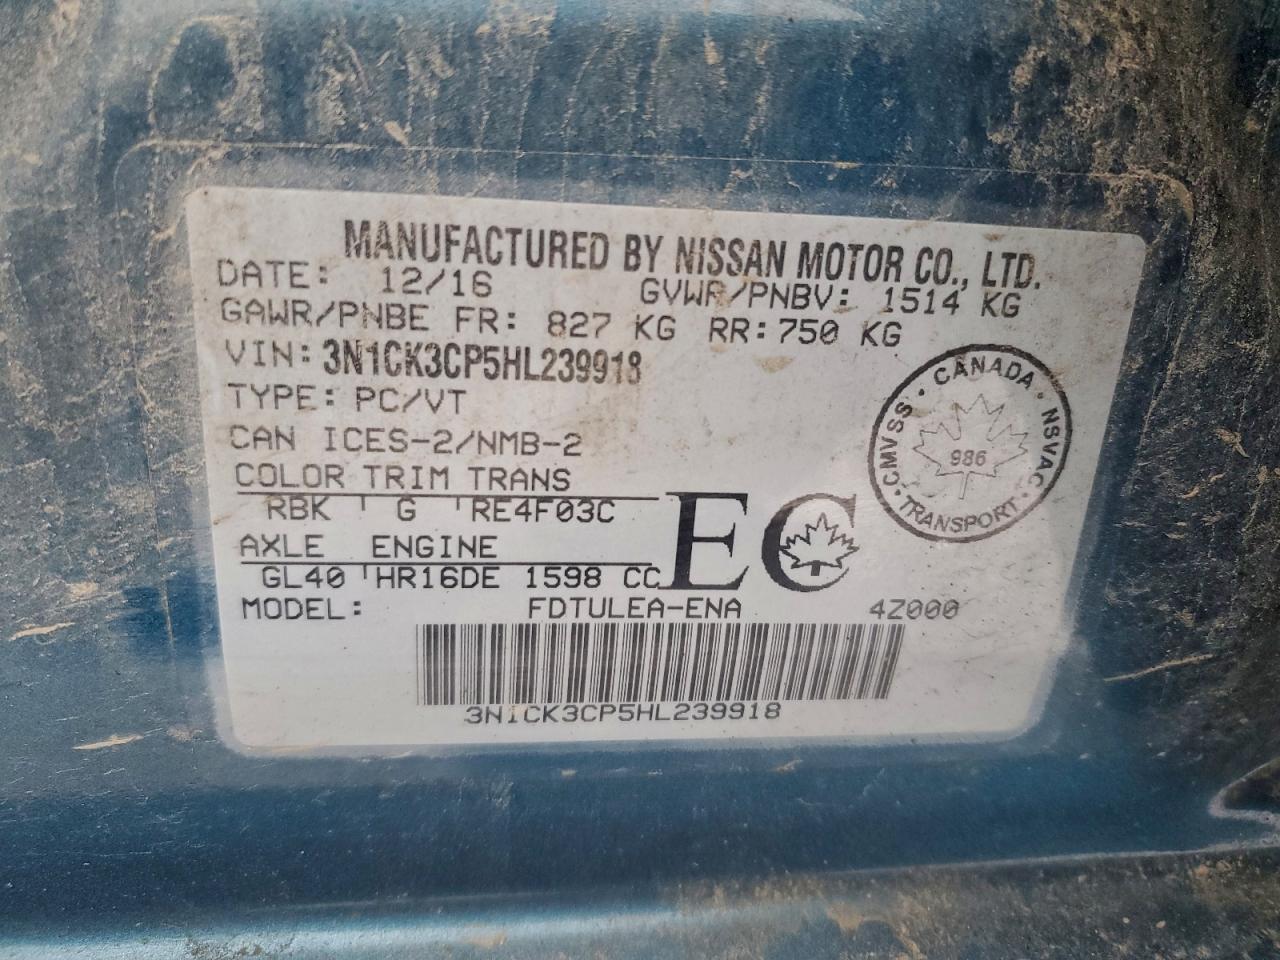 MANUFACTURED BY NISSAN MOTOR CO., LTD.
DATE: 12/16 GVWR/PNBV: 1514 KG
GAWR/PNBE FR: 827 KG RR: 750 KG
VIN: 3N1CK3CP5HL239918
TYPE: PC/VT
CAN ICES-2/NMB-2
COLOR TRIM TRANS
RBK G RE4F03C
AXLE ENGINE
GL40 HR16DE 1598 CC
EC
CANADA · NSVAC · TRANSPORT · CMVSS ·
986
MODEL: FDTULEA-ENA 4Z000
3N1CK3CP5HL239918